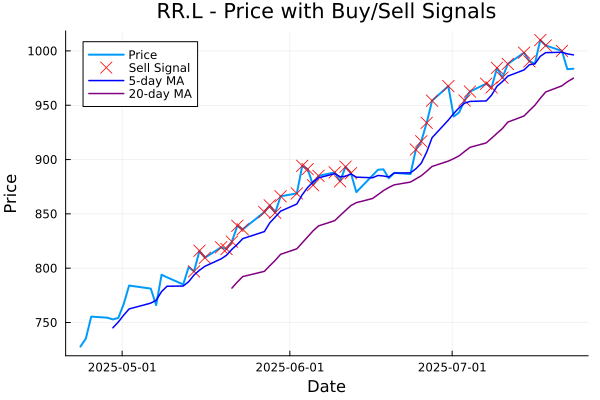 RR.L - Price with Buy/Sell Signals
1000
950
900
850
800
750
Price
Price
Sell Signal
5-day MA
20-day MA
2025-05-01
2025-06-01
2025-07-01
Date